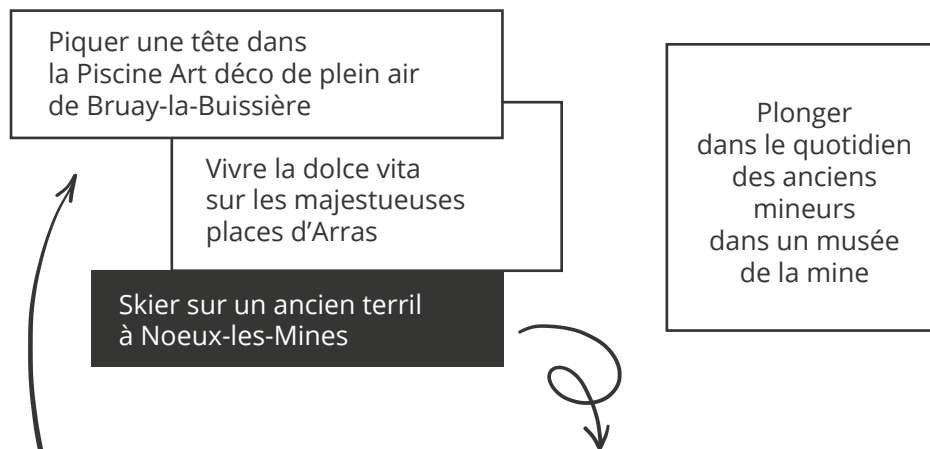 Piquer une tête dans
la Piscine Art déco de plein air
de Bruay-la-Buissière
Vivre la dolce vita
sur les majestueuses
places d’Arras
Skier sur un ancien terril
à Noeux-les-Mines
Plonger
dans le quotidien
des anciens
mineurs
dans un musée
de la mine